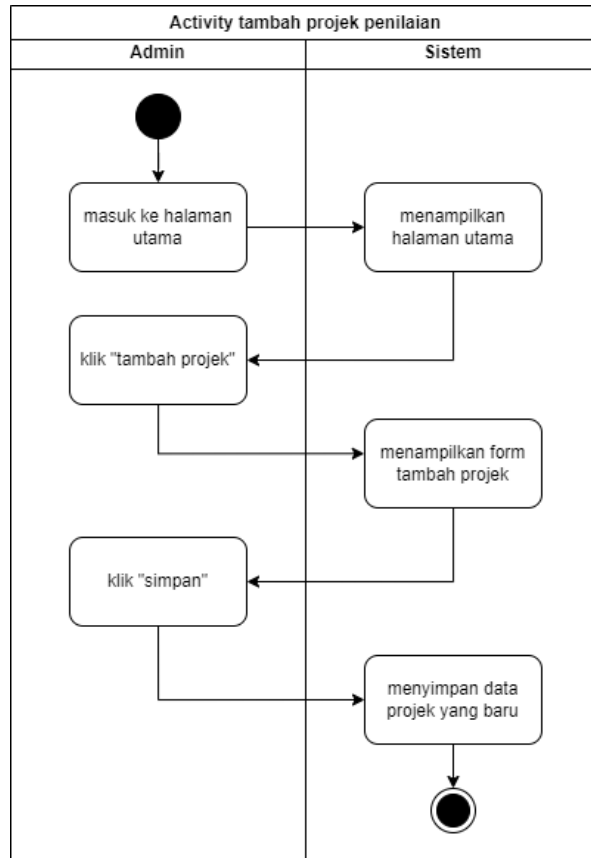 Activity tambah projek penilaian
Admin
Sistem
masuk ke halaman
utama
menampilkan
halaman utama
klik "tambah projek"
menampilkan form
tambah projek
klik "simpan"
menyimpan data
projek yang baru